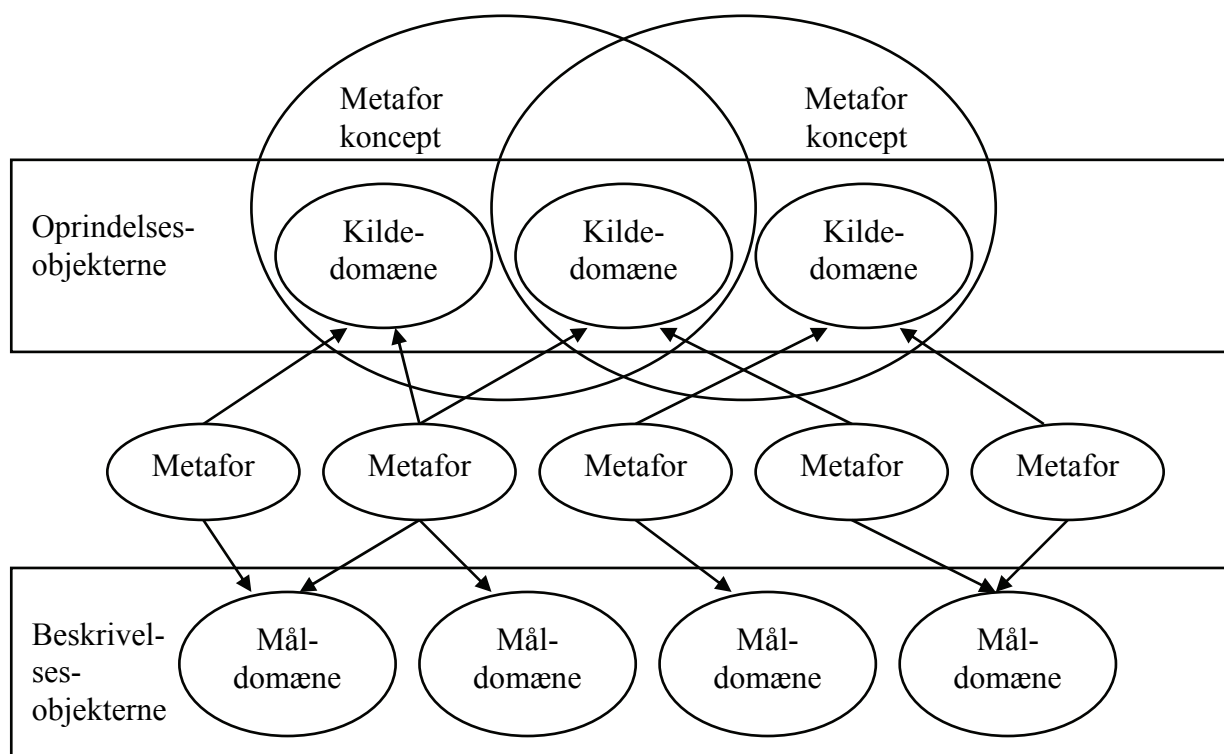 Metafor
koncept
Metafor
koncept
Oprindelses-
objekterne
Kilde-
domæne
Kilde-
domæne
Kilde-
domæne
Metafor
Metafor
Metafor
Metafor
Metafor
Beskrivel-
ses-
objekterne
Mål-
domæne
Mål-
domæne
Mål-
domæne
Mål-
domæne